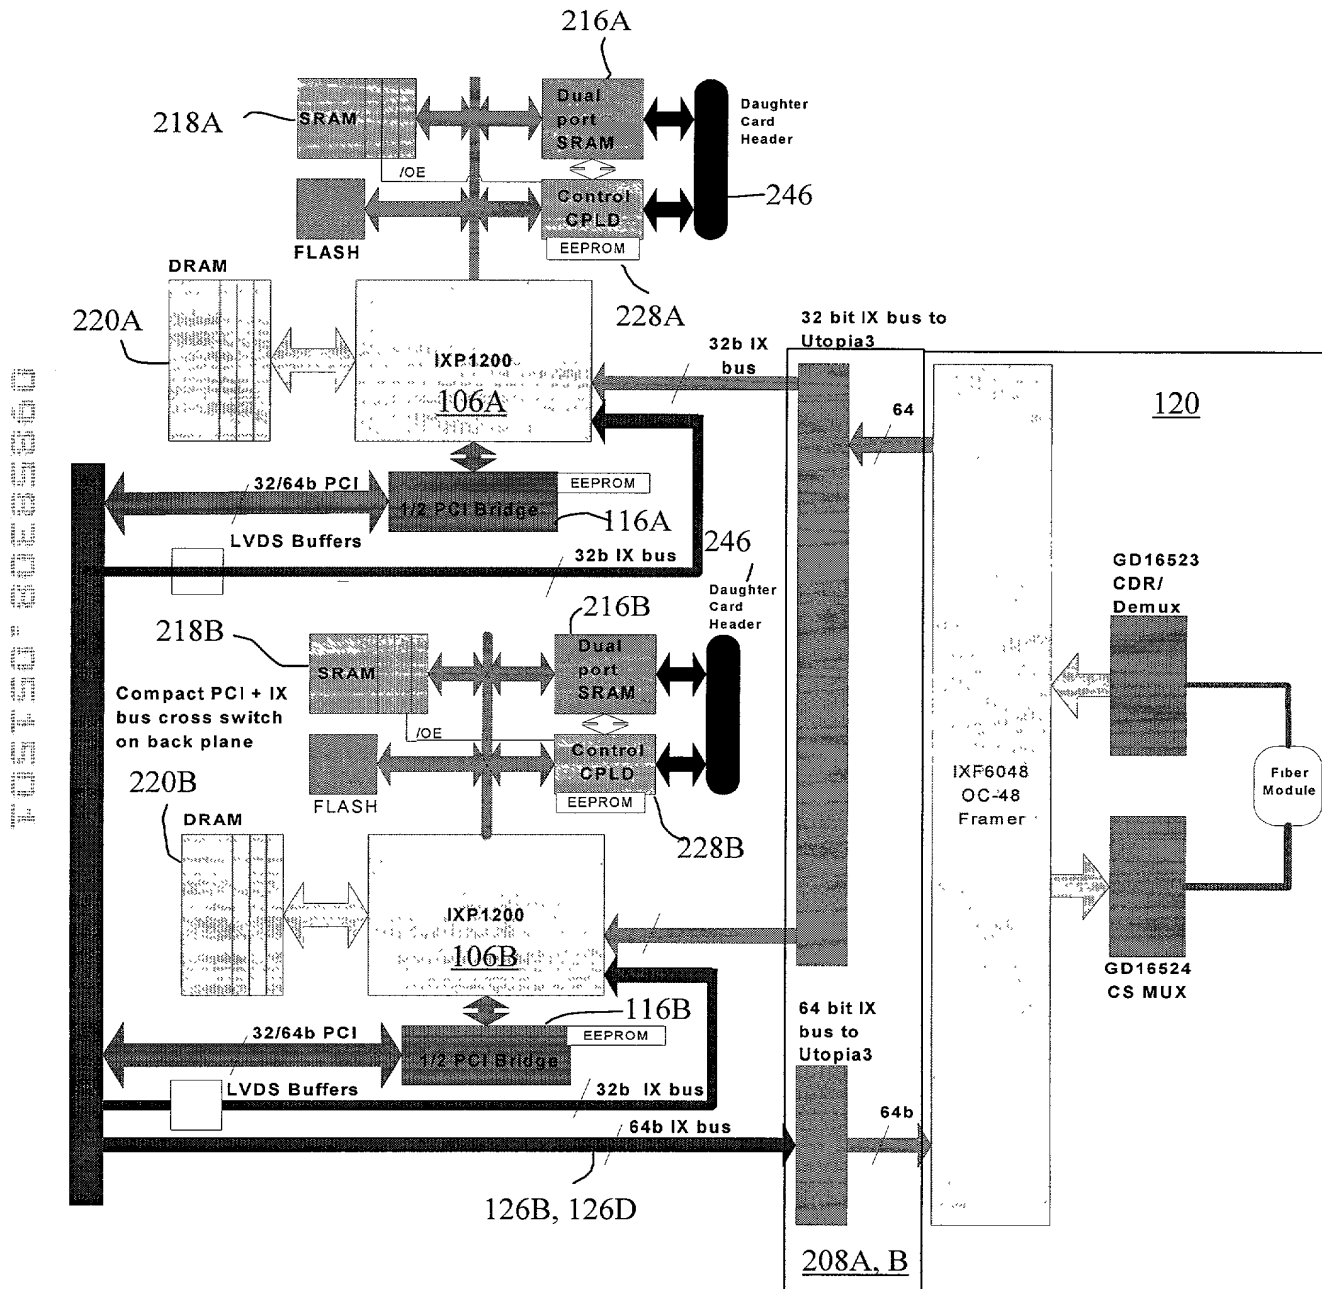 216A
218A
SRAM
Dual
port
SRAM
Daughter
Card
Header
/OE
Control
CPLD
246
FLASH
EEPROM
DRAM
228A
220A
32 bit IX bus to
Utopia3
IXP1200
32b IX
bus
106A
64
120
32/64b PCI
EEPROM
1/2 PCI Bridge
116A
LVDS Buffers
32b IX bus
246
GD16523
CDR/
Demux
216B
218B
SRAM
Dual
port
SRAM
Daughter
Card
Header
Compact PCI + IX
bus cross switch
on back plane
/OE
Control
CPLD
FLASH
EEPROM
220B
DRAM
228B
IXF6048
OC-48
Framer
Fiber
Module
IXP1200
106B
GD16524
CS MUX
116B
64 bit IX
bus to
Utopia3
32/64b PCI
EEPROM
1/2 PCI Bridge
LVDS Buffers
32b IX bus
64b IX bus
64b
126B, 126D
208A, B